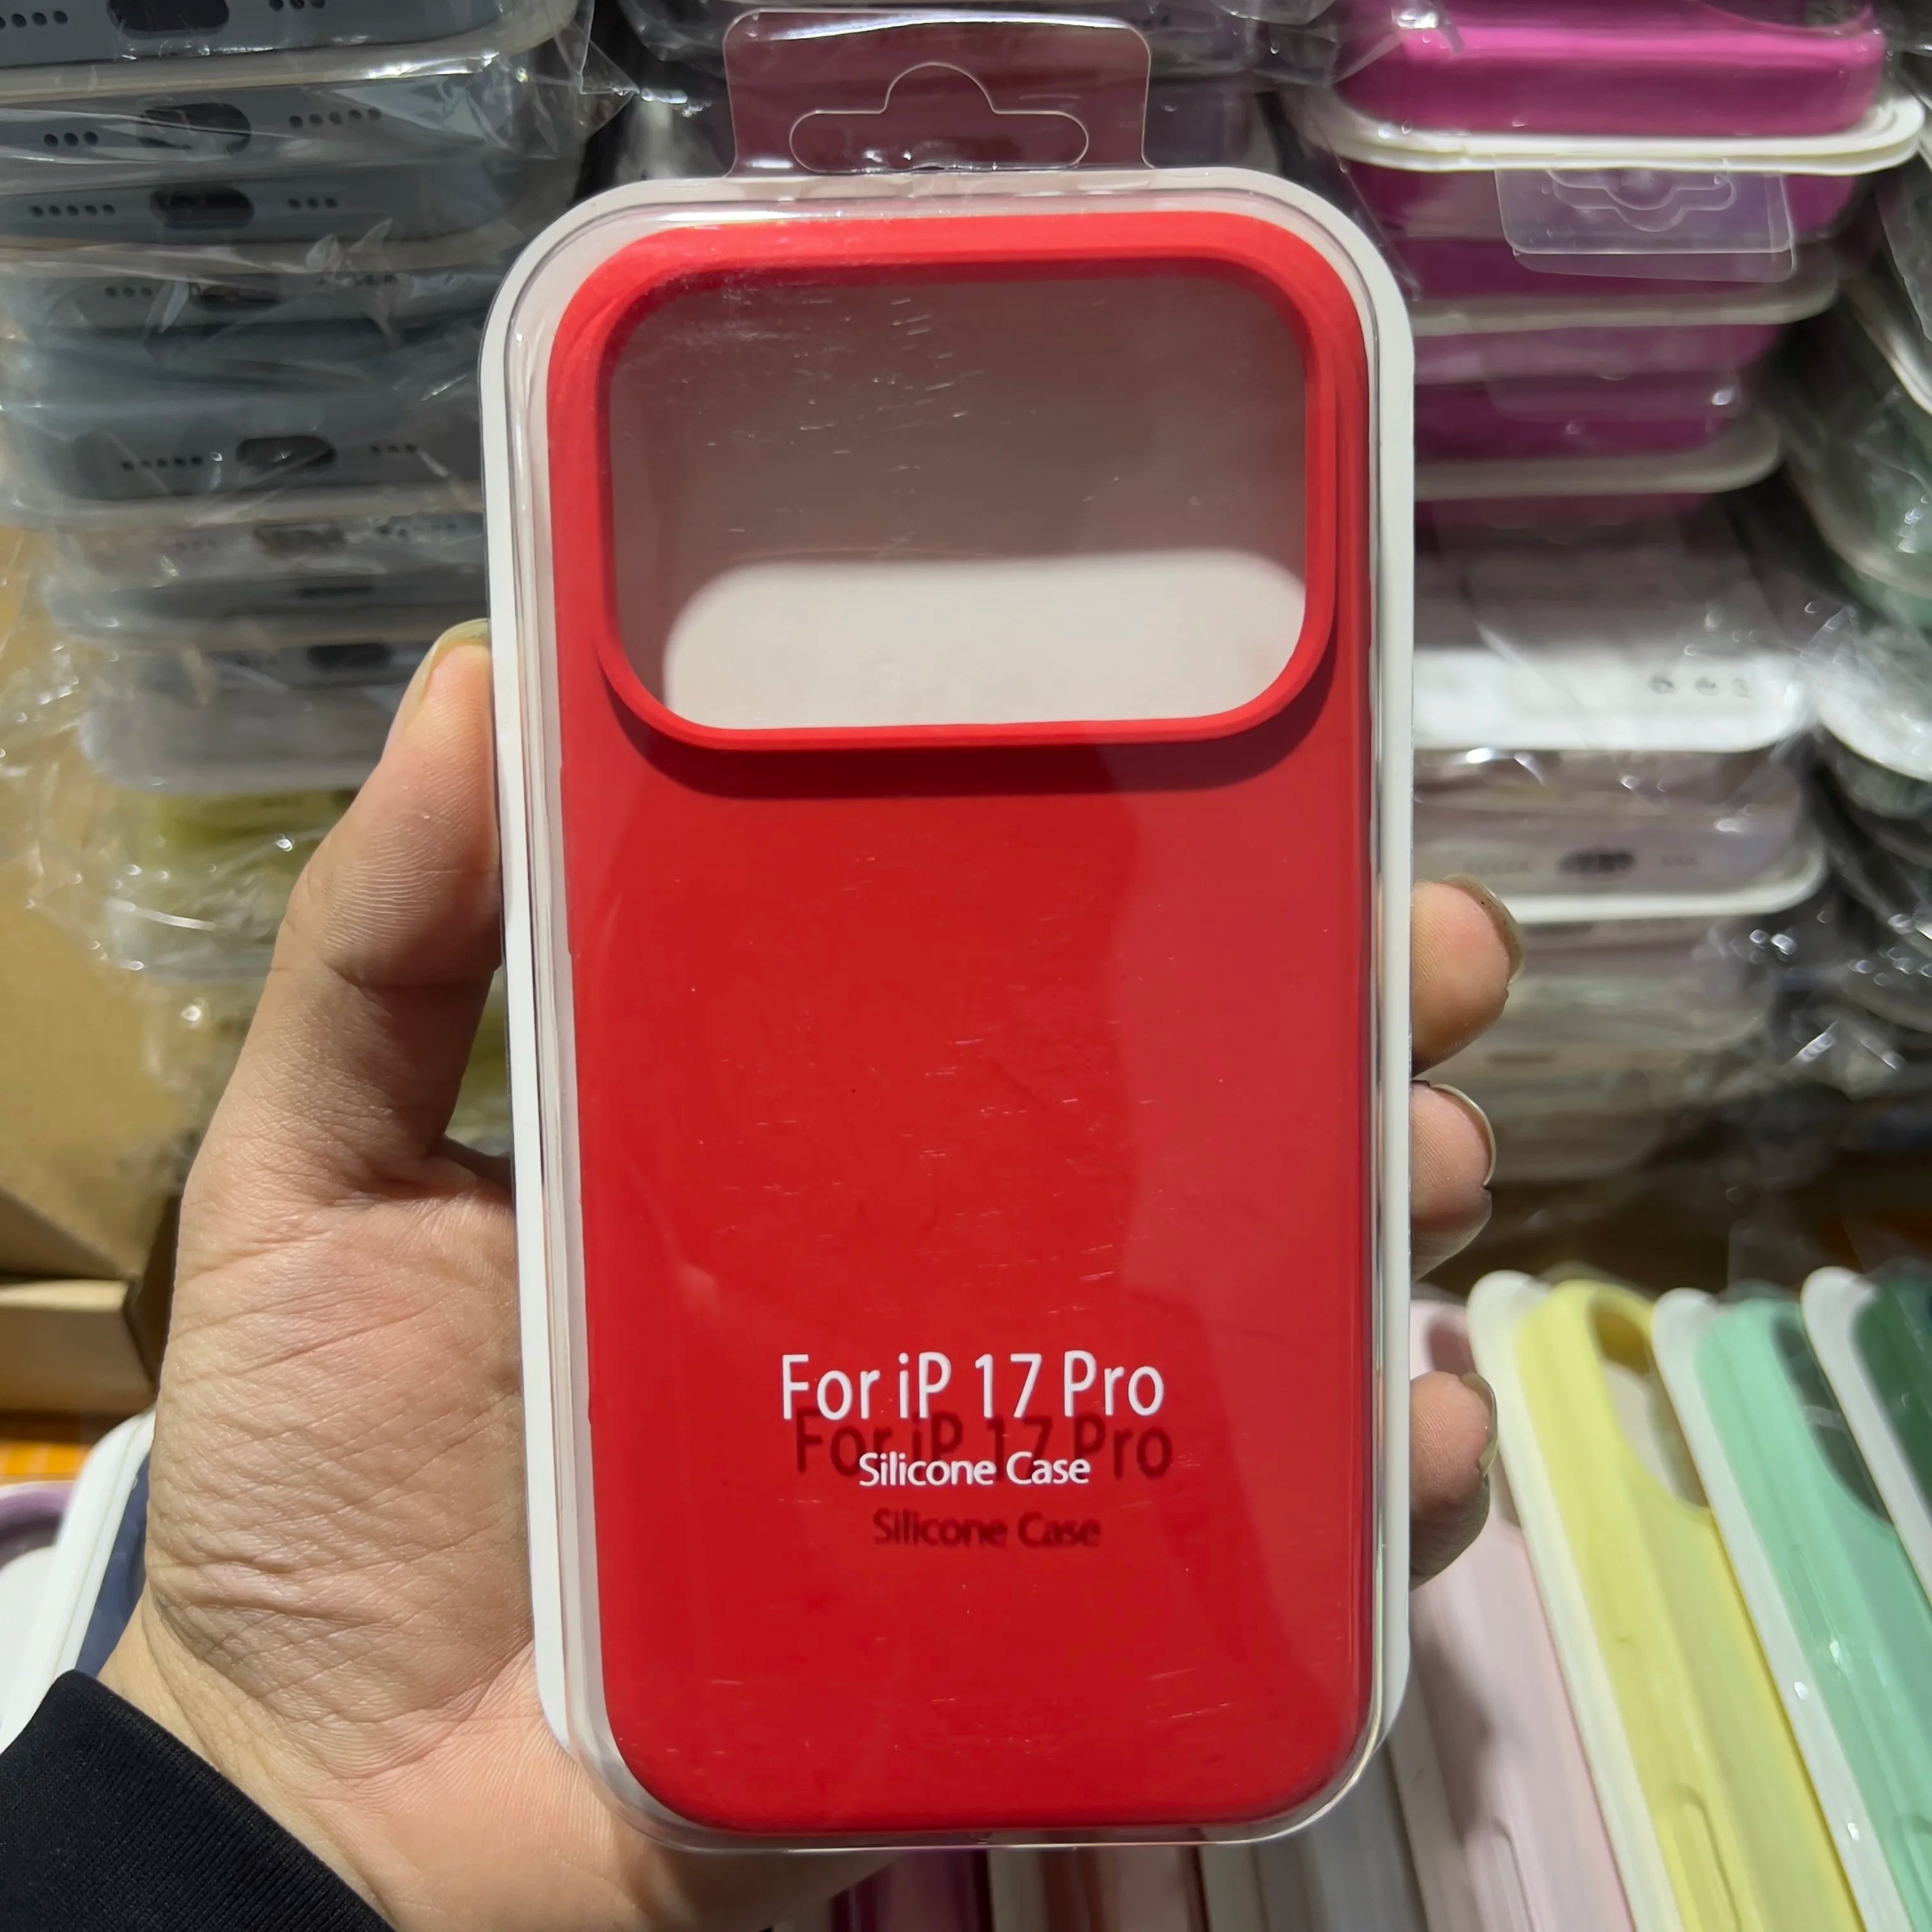 For iP 17 Pro
Silicone Case